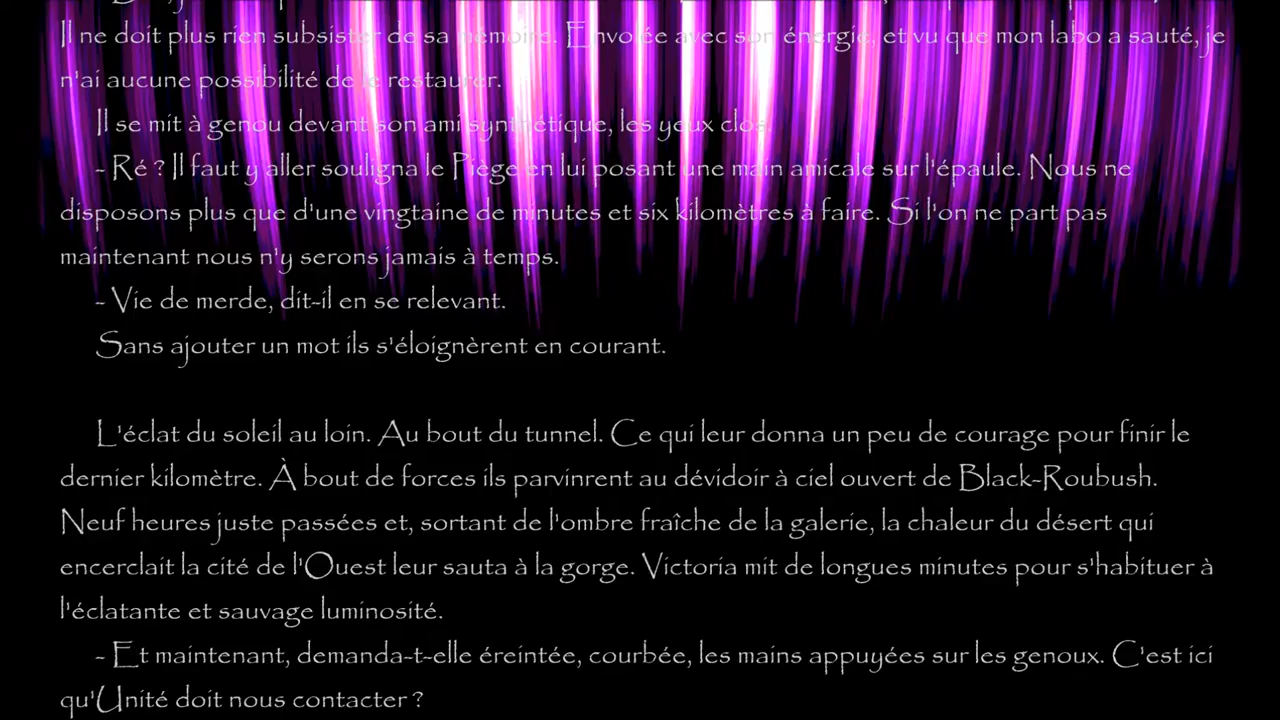 Il ne doit plus rien subsister de sa mémoire. Envolée avec son énergie, et vu que mon labo a sauté, je
n'ai aucune possibilité de le restaurer.
Il se mit à genou devant son ami synthétique, les yeux clos.
- Ré ? Il faut y aller souligna le Piège en lui posant une main amicale sur l'épaule. Nous ne
disposons plus que d'une vingtaine de minutes et six kilomètres à faire. Si l'on ne part pas
maintenant nous n'y serons jamais à temps.
- Vie de merde, dit-il en se relevant.
Sans ajouter un mot ils s'éloignèrent en courant.
L'éclat du soleil au loin. Au bout du tunnel. Ce qui leur donna un peu de courage pour finir le
dernier kilomètre. À bout de forces ils parvinrent au dévidoir à ciel ouvert de Black-Roubush.
Neuf heures juste passées et, sortant de l'ombre fraîche de la galerie, la chaleur du désert qui
encerclait la cité de l'Ouest leur sauta à la gorge. Victoria mit de longues minutes pour s'habituer à
l'éclatante et sauvage luminosité.
- Et maintenant, demanda-t-elle éreintée, courbée, les mains appuyées sur les genoux. C'est ici
qu'Unité doit nous contacter ?